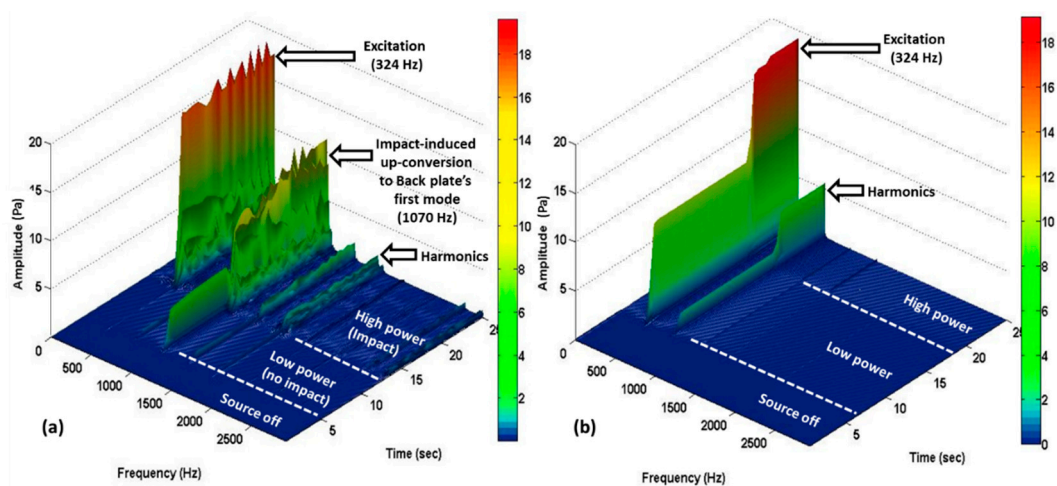 Excitation
(324 Hz)
Impact-induced
up-conversion
to Back plate's
first mode
(1070 Hz)
Harmonics
High power
(Impact)
Low power
(no impact)
Source off
Amplitude (Pa)
20
15
10
5
0
0
500
1000
1500
2000
2500
Frequency (Hz)
5
10
15
20
Time (sec)
(a)
18
16
14
12
10
8
6
4
2
Excitation
(324 Hz)
Harmonics
High power
Low power
Source off
Amplitude (Pa)
20
15
10
5
0
0
500
1000
1500
2000
2500
Frequency (Hz)
5
10
15
20
25
Time (sec)
(b)
18
16
14
12
10
8
6
4
2
0